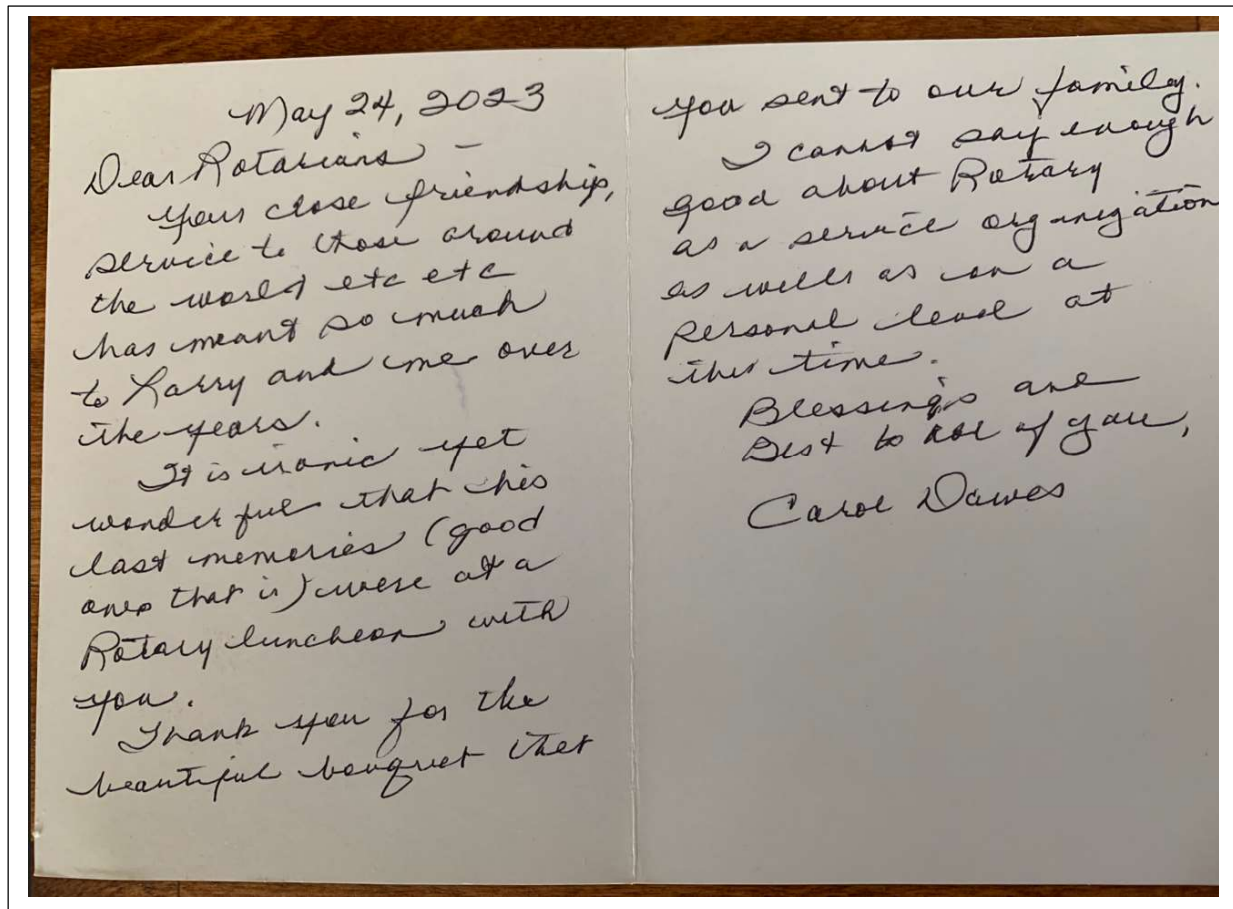 May 24, 2023
Dear Rotarians –
Your close friendship,
service to those around
the world etc etc
has meant so much
to Larry and me over
the years.
It is ironic yet
wonderful that his
last memories (good
ones that is) were at a
Rotary luncheon with
you.
Thank you for the
beautiful bouquet that
you sent to our family.
I cannot say enough
good about Rotary
as a service organization
as well as on a
personal level at
this time.
Blessings and
Best to all of you,
Carol Dawes